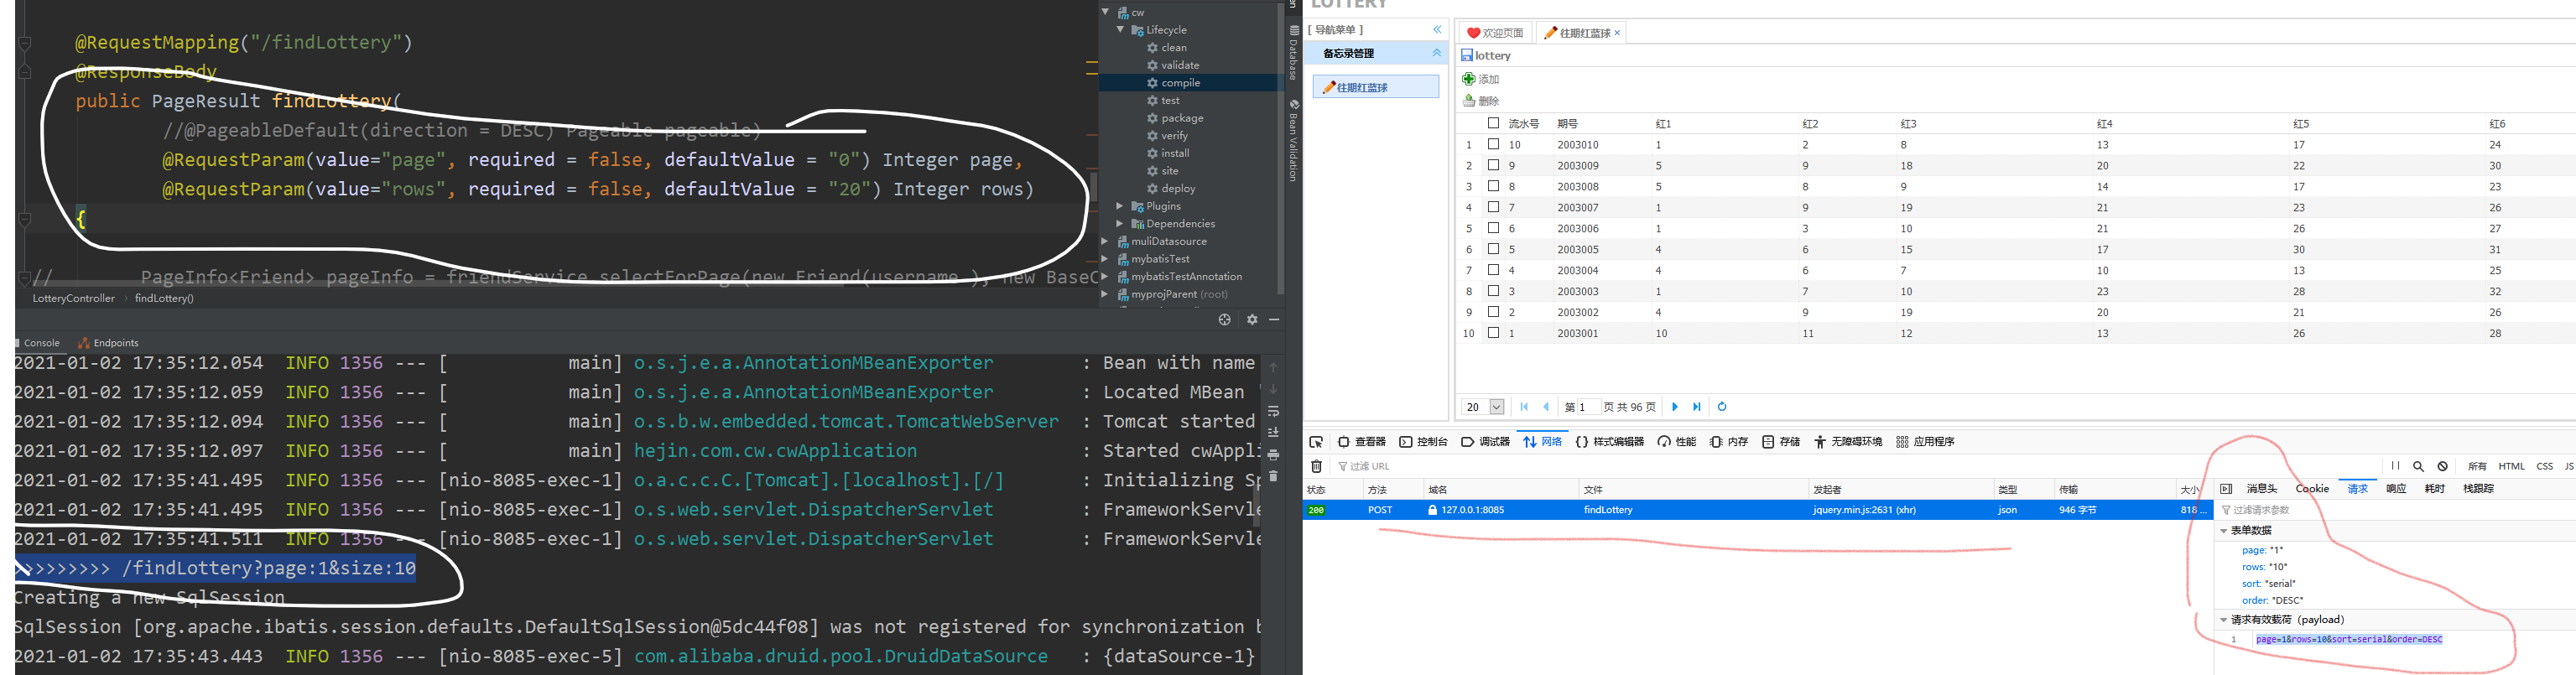 @RequestMapping("/findLottery")
@ResponseBody
public PageResult findLottery(
//@PageableDefault(direction = DESC) Pageable pageable)
@RequestParam(value="page", required = false, defaultValue = "0") Integer page,
@RequestParam(value="rows", required = false, defaultValue = "20") Integer rows)
{
// PageInfo<Friend> pageInfo = friendService.selectForPage(new Friend(username ), new BaseC
LotteryController › findLottery()
cw
Lifecycle
clean
validate
compile
test
package
verify
install
site
deploy
Plugins
Dependencies
muliDatasource
mybatisTest
mybatisTestAnnotation
myprojParent (root)
Database
Bean Validation
Console Endpoints
2021-01-02 17:35:12.054 INFO 1356 --- [ main] o.s.j.e.a.AnnotationMBeanExporter : Bean with name
2021-01-02 17:35:12.059 INFO 1356 --- [ main] o.s.j.e.a.AnnotationMBeanExporter : Located MBean '
2021-01-02 17:35:12.094 INFO 1356 --- [ main] o.s.b.w.embedded.tomcat.TomcatWebServer : Tomcat started
2021-01-02 17:35:12.097 INFO 1356 --- [ main] hejin.com.cw.cwApplication : Started cwAppli
2021-01-02 17:35:41.495 INFO 1356 --- [nio-8085-exec-1] o.a.c.c.C.[Tomcat].[localhost].[/] : Initializing Sp
2021-01-02 17:35:41.495 INFO 1356 --- [nio-8085-exec-1] o.s.web.servlet.DispatcherServlet : FrameworkServle
2021-01-02 17:35:41.511 INFO 1356 --- [nio-8085-exec-1] o.s.web.servlet.DispatcherServlet : FrameworkServle
>>>>>>>>> /findLottery?page:1&size:10
Creating a new SqlSession
SqlSession [org.apache.ibatis.session.defaults.DefaultSqlSession@5dc44f08] was not registered for synchronization b
2021-01-02 17:35:43.443 INFO 1356 --- [nio-8085-exec-5] com.alibaba.druid.pool.DruidDataSource : {dataSource-1}
LOTTERY
[ 导航菜单 ]
备忘录管理
往期红蓝球
欢迎页面 往期红蓝球 ×
lottery
添加
删除
流水号 期号 红1 红2 红3 红4 红5 红6
1 10 2003010 1 2 8 13 17 24
2 9 2003009 5 9 18 20 22 30
3 8 2003008 5 8 9 14 17 23
4 7 2003007 1 9 19 21 23 26
5 6 2003006 1 3 10 21 26 27
6 5 2003005 4 6 15 17 30 31
7 4 2003004 4 6 7 10 13 25
8 3 2003003 1 7 10 23 28 32
9 2 2003002 4 9 19 20 21 26
10 1 2003001 10 11 12 13 26 28
20 第 1 页 共 96 页
查看器 控制台 调试器 网络 {} 样式编辑器 性能 内存 存储 无障碍环境 应用程序
过滤 URL
所有 HTML CSS JS
状态 方法 域名 文件 发起者 类型 传输 大小
200 POST 127.0.0.1:8085 findLottery jquery.min.js:2631 (xhr) json 946 字节 818 ...
消息头 Cookie 请求 响应 耗时 栈跟踪
过滤请求参数
表单数据
page: "1"
rows: "10"
sort: "serial"
order: "DESC"
请求有效载荷 (payload)
1 page=1&rows=10&sort=serial&order=DESC